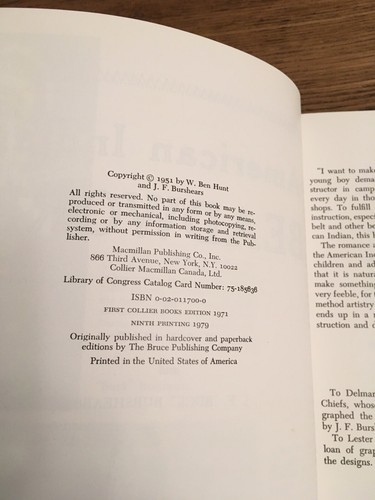 Copyright © 1951 by W. Ben Hunt
and J. F. Burshears
All rights reserved. No part of this book may be re-
produced or transmitted in any form or by any means,
electronic or mechanical, including photocopying, re-
cording or by any information storage and retrieval
system, without permission in writing from the Pub-
lisher.
Macmillan Publishing Co., Inc.
866 Third Avenue, New York, N.Y. 10022
Collier Macmillan Canada, Ltd.
Library of Congress Catalog Card Number: 75-185636
ISBN 0-02-011700-0
FIRST COLLIER BOOKS EDITION 1971
NINTH PRINTING 1979
Originally published in hardcover and paperback
editions by The Bruce Publishing Company
Printed in the United States of America
"I want to make
young boy dema
structor in camp
every day in tho
shops. To fulfill
instruction, especi
belt and other be
can Indian, this
The romance a
the American Ind
children and ad
that it is natura
make something
very feeble, for t
method artistry
ends up in a
struction and d
To Delmar
Chiefs, whos
graphed the
by J. F. Bursh
To Lester
loan of grap
the designs.